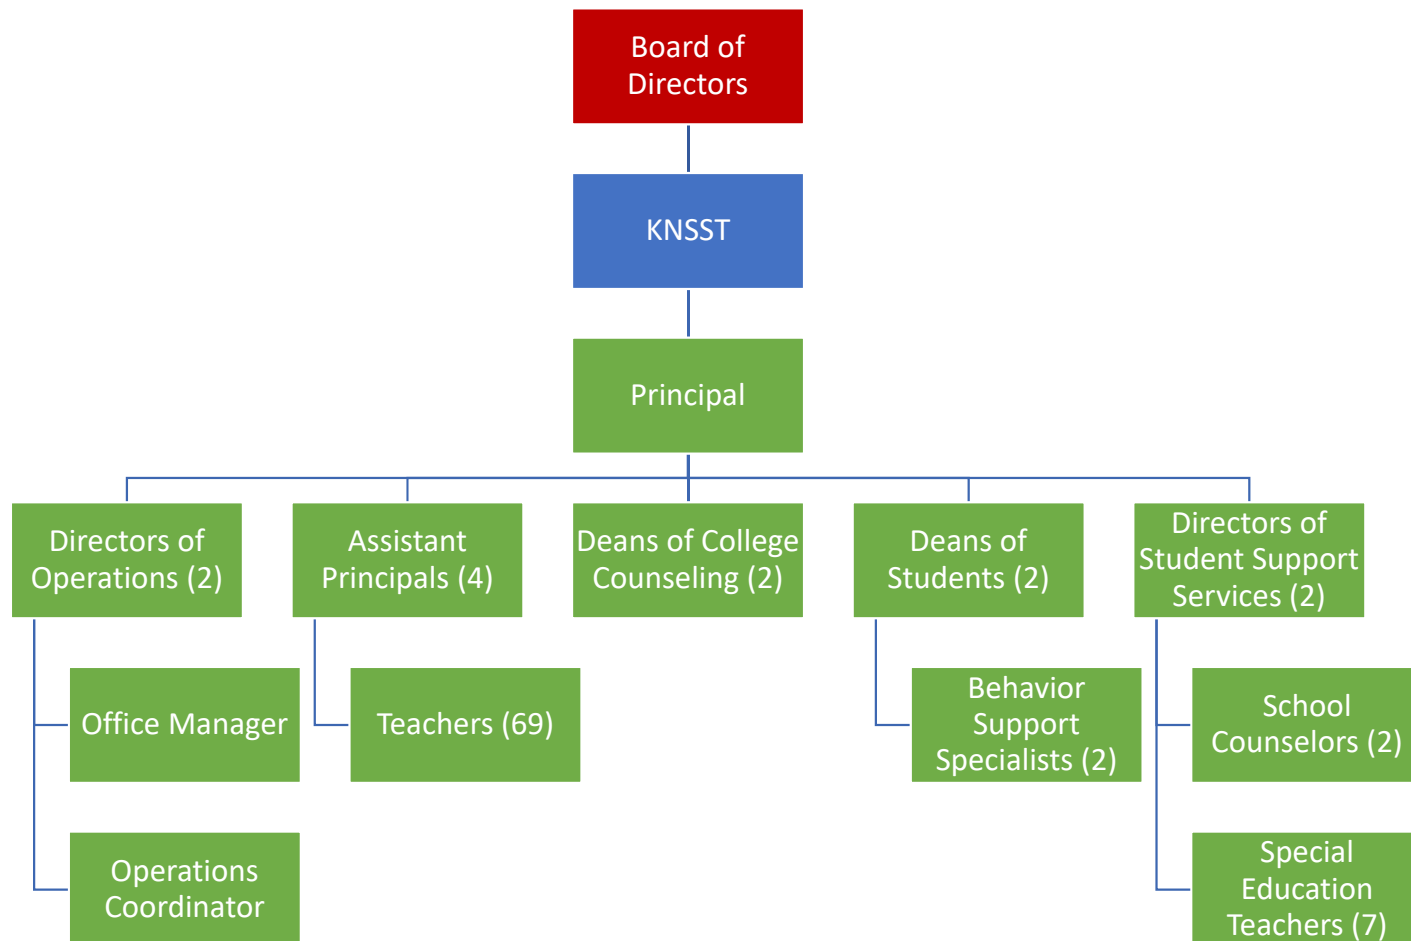 Board of
Directors
KNSST
Principal
Directors of
Operations (2)
Assistant
Principals (4)
Deans of College
Counseling (2)
Deans of
Students (2)
Directors of
Student Support
Services (2)
Office Manager
Teachers (69)
Behavior
Support
Specialists (2)
School
Counselors (2)
Operations
Coordinator
Special
Education
Teachers (7)